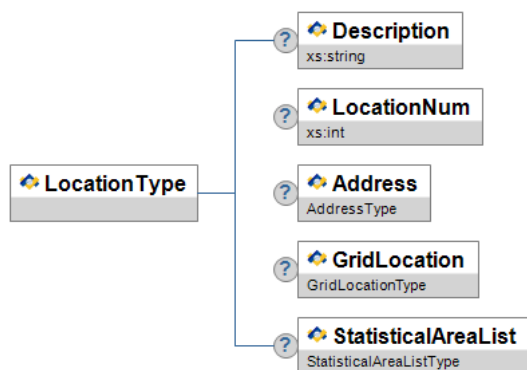 ?
Description
xs:string
?
LocationNum
xs:int
LocationType
?
Address
AddressType
?
GridLocation
GridLocationType
?
StatisticalAreaList
StatisticalAreaListType